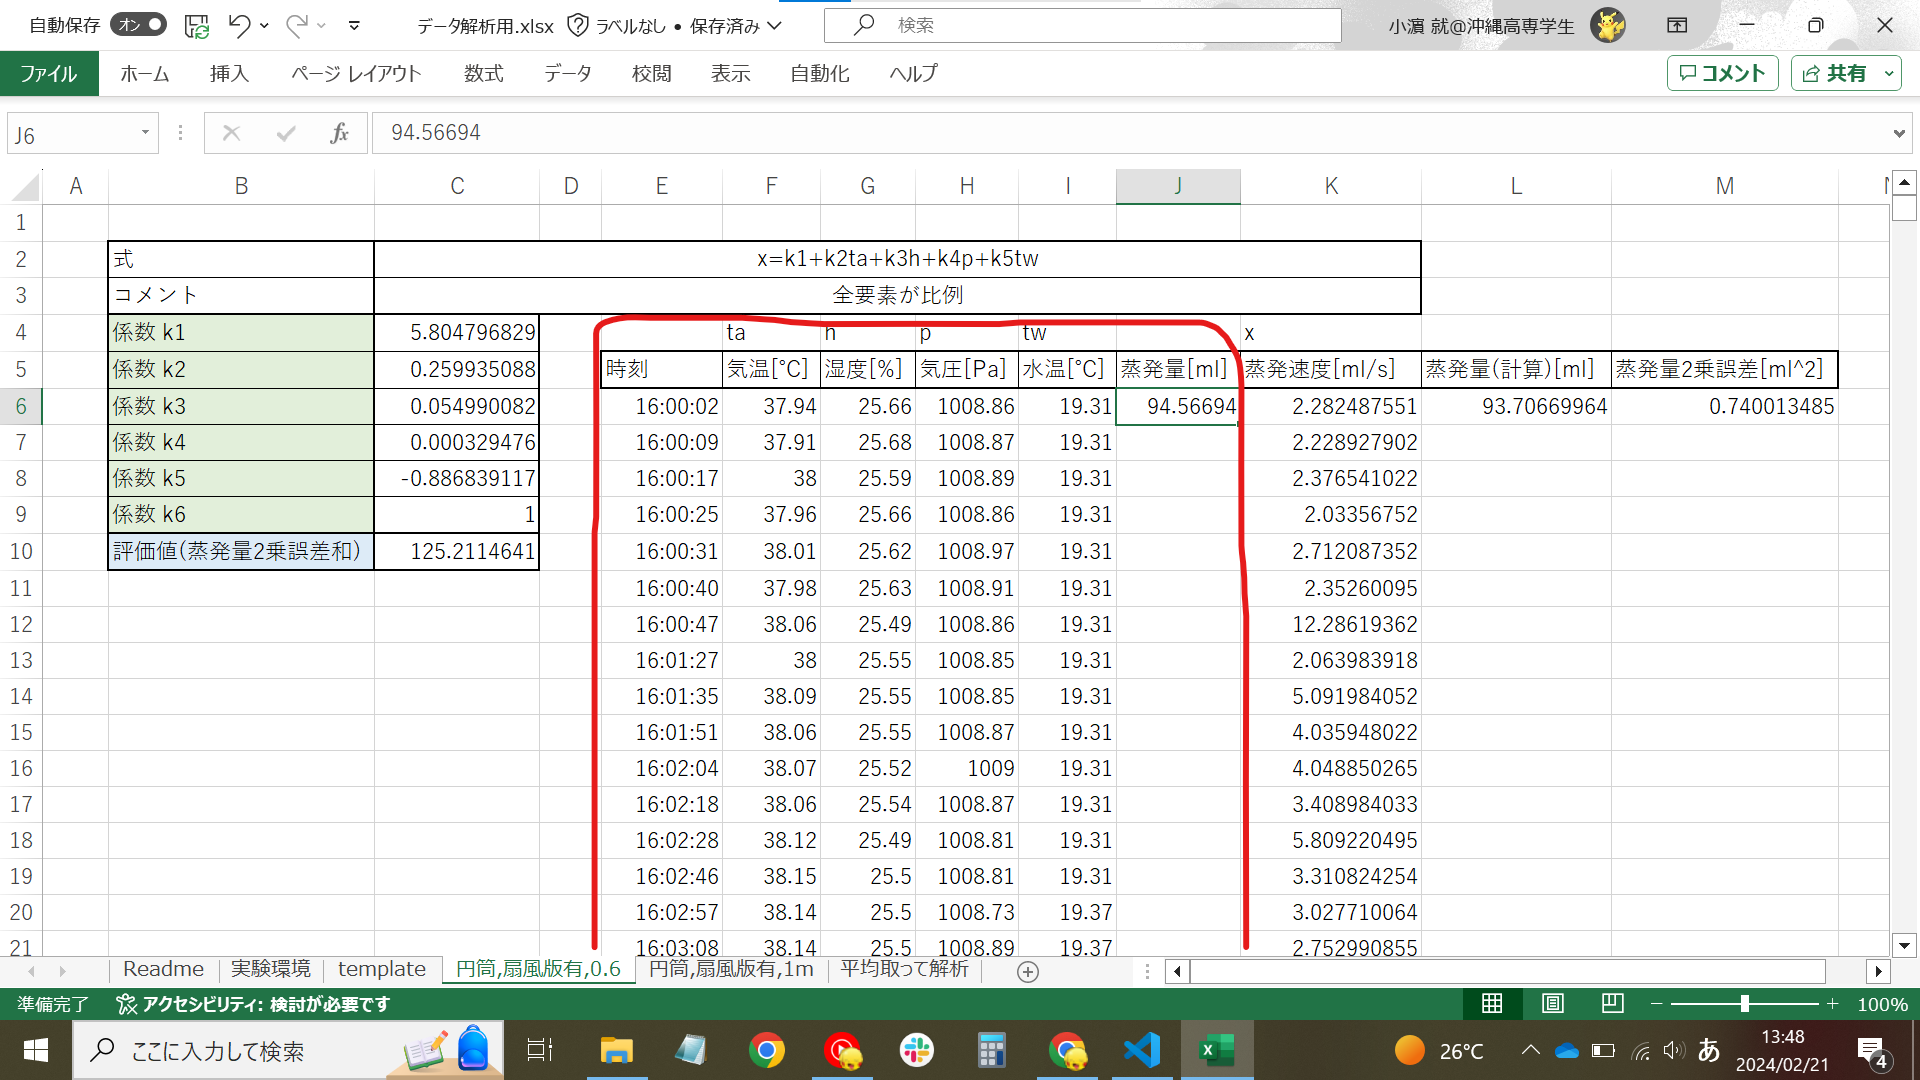 自動保存 オン データ解析用.xlsx ラベルなし • 保存済み 検索 小濵 就@沖縄高専学生
ファイル ホーム 挿入 ページ レイアウト 数式 データ 校閲 表示 自動化 ヘルプ コメント 共有
J6 fx 94.56694
A B C D E F G H I J K L M
1
2 式 x=k1+k2ta+k3h+k4p+k5tw
3 コメント 全要素が比例
4 係数 k1 5.804796829 ta h p tw x
5 係数 k2 0.259935088 時刻 気温[°C] 湿度[%] 気圧[Pa] 水温[°C] 蒸発量[ml] 蒸発速度[ml/s] 蒸発量(計算)[ml] 蒸発量2乗誤差[ml^2]
6 係数 k3 0.054990082 16:00:02 37.94 25.66 1008.86 19.31 94.56694 2.282487551 93.70669964 0.740013485
7 係数 k4 0.000329476 16:00:09 37.91 25.68 1008.87 19.31 2.228927902
8 係数 k5 -0.886839117 16:00:17 38 25.59 1008.89 19.31 2.376541022
9 係数 k6 1 16:00:25 37.96 25.66 1008.86 19.31 2.03356752
10 評価値(蒸発量2乗誤差和) 125.2114641 16:00:31 38.01 25.62 1008.97 19.31 2.712087352
11 16:00:40 37.98 25.63 1008.91 19.31 2.35260095
12 16:00:47 38.06 25.49 1008.86 19.31 12.28619362
13 16:01:27 38 25.55 1008.85 19.31 2.063983918
14 16:01:35 38.09 25.55 1008.85 19.31 5.091984052
15 16:01:51 38.06 25.55 1008.87 19.31 4.035948022
16 16:02:04 38.07 25.52 1009 19.31 4.048850265
17 16:02:18 38.06 25.54 1008.87 19.31 3.408984033
18 16:02:28 38.12 25.49 1008.81 19.31 5.809220495
19 16:02:46 38.15 25.5 1008.81 19.31 3.310824254
20 16:02:57 38.14 25.5 1008.73 19.37 3.027710064
21 16:03:08 38.14 25.5 1008.89 19.37 2.752990855
Readme 実験環境 template 円筒,扇風版有,0.6 円筒,扇風版有,1m 平均取って解析
準備完了 アクセシビリティ: 検討が必要です 100%
ここに入力して検索 26°C あ 13:48
2024/02/21 4